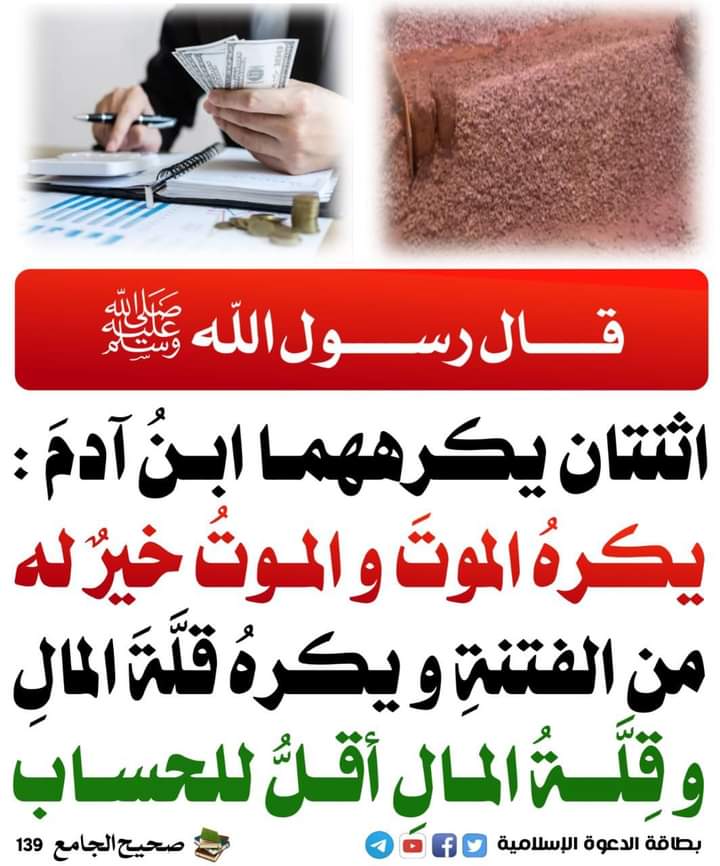 قال رسول الله ﷺ
اثنتان يكرههما ابنُ آدمَ :
يكرهُ الموتَ و الموتُ خيرٌ له
من الفتنةِ و يكرهُ قلَّةَ المالِ
و قِلَّةُ المالِ أقلُّ للحساب
بطاقة الدعوة الإسلامية صحيح الجامع 139